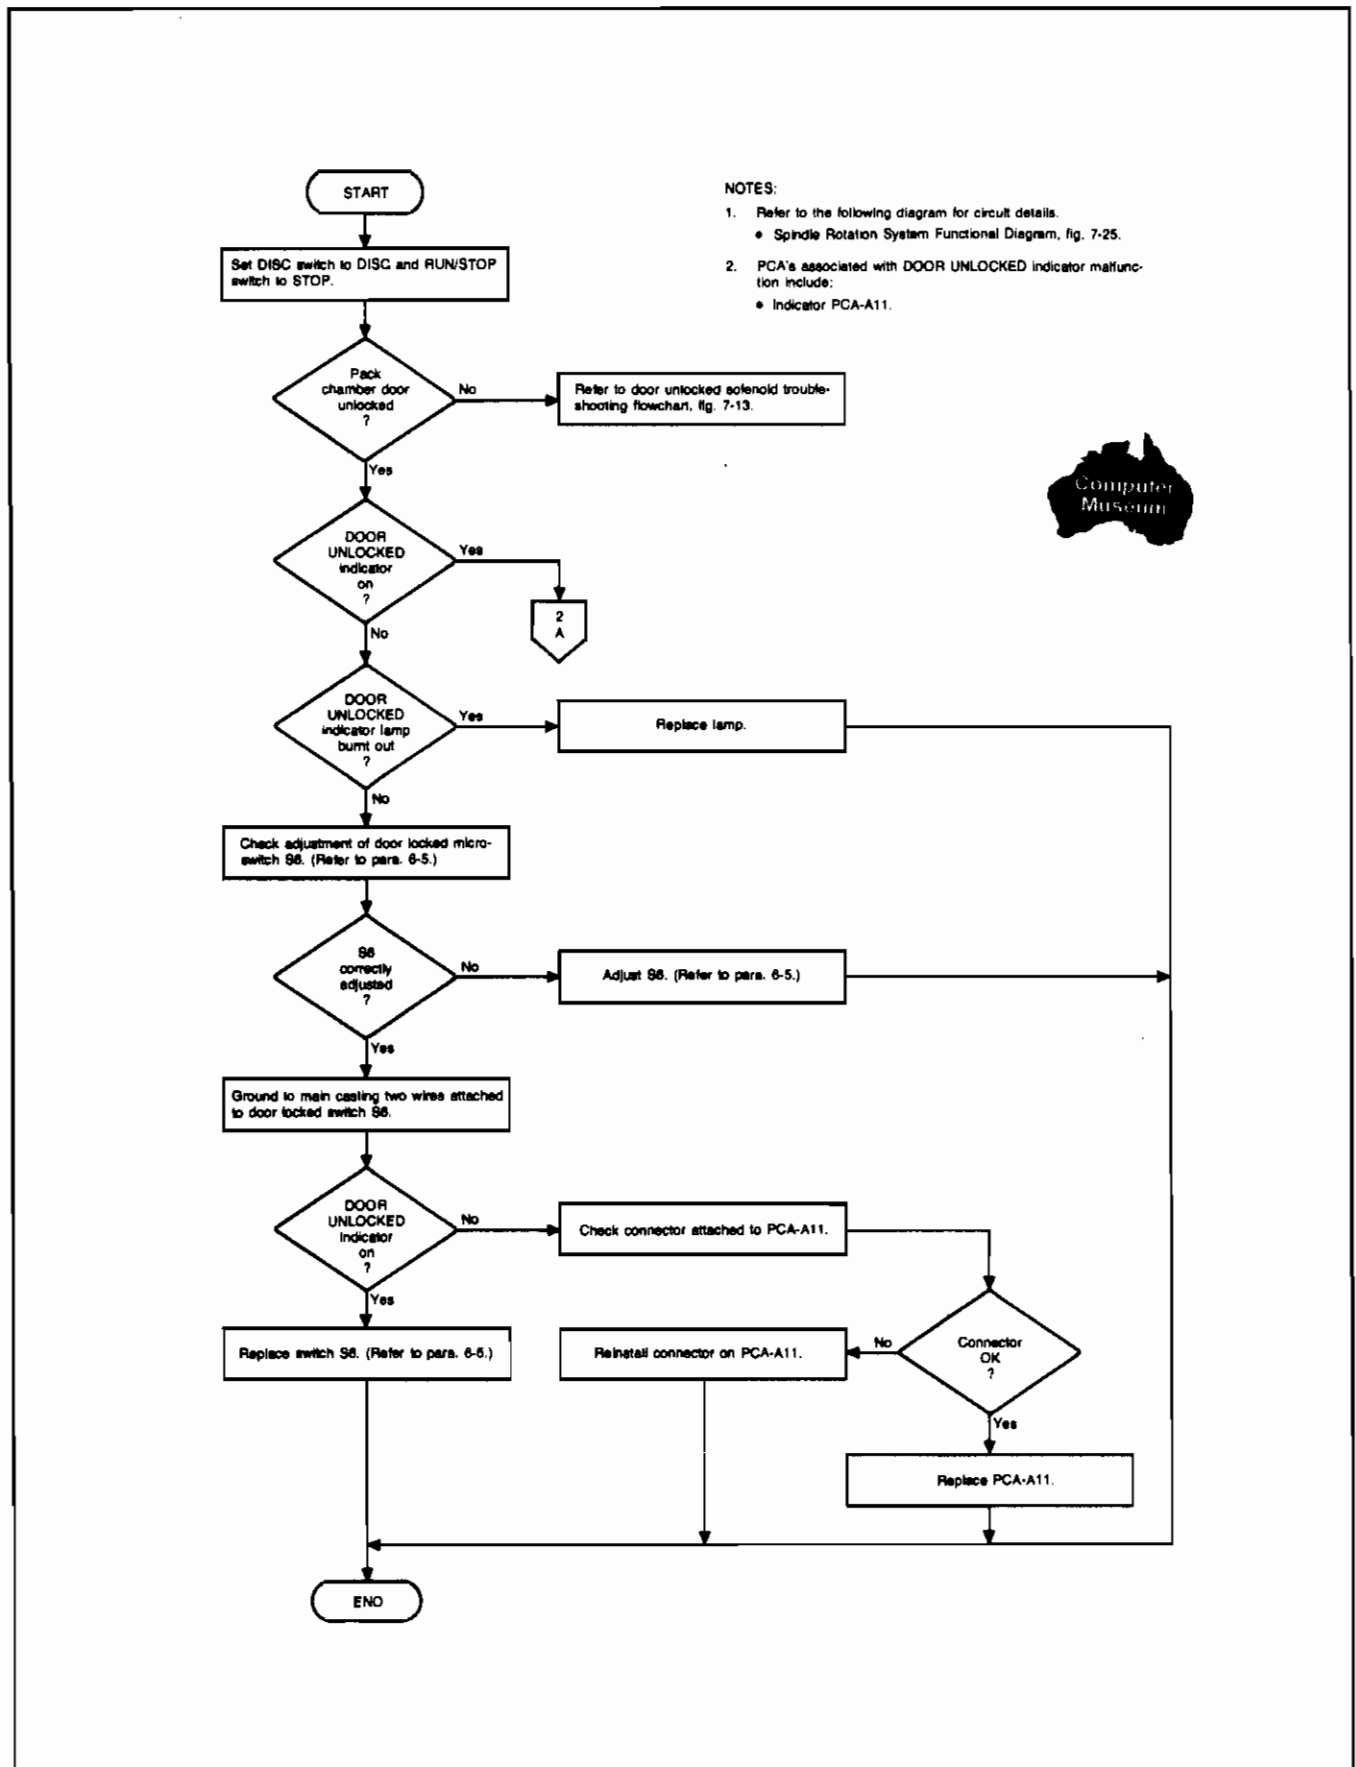 START
NOTES:
1. Refer to the following diagram for circuit details.
• Spindle Rotation System Functional Diagram, fig. 7-25.
2. PCA's associated with DOOR UNLOCKED indicator malfunc-
tion include:
• Indicator PCA-A11.
Set DISC switch to DISC and RUN/STOP
switch to STOP.
Pack
chamber door
unlocked
?
No
Refer to door unlocked solenoid trouble-
shooting flowchart, fig. 7-13.
Yes
Computer
Museum
DOOR
UNLOCKED
indicator
on
?
Yes
2
A
No
DOOR
UNLOCKED
indicator lamp
burnt out
?
Yes
Replace lamp.
No
Check adjustment of door locked micro-
switch S6. (Refer to para. 6-5.)
S6
correctly
adjusted
?
No
Adjust S6. (Refer to para. 6-5.)
Yes
Ground to main casting two wires attached
to door locked switch S6.
DOOR
UNLOCKED
indicator
on
?
No
Check connector attached to PCA-A11.
Yes
Replace switch S6. (Refer to para. 6-5.)
Reinstall connector on PCA-A11.
No
Connector
OK
?
Yes
Replace PCA-A11.
END